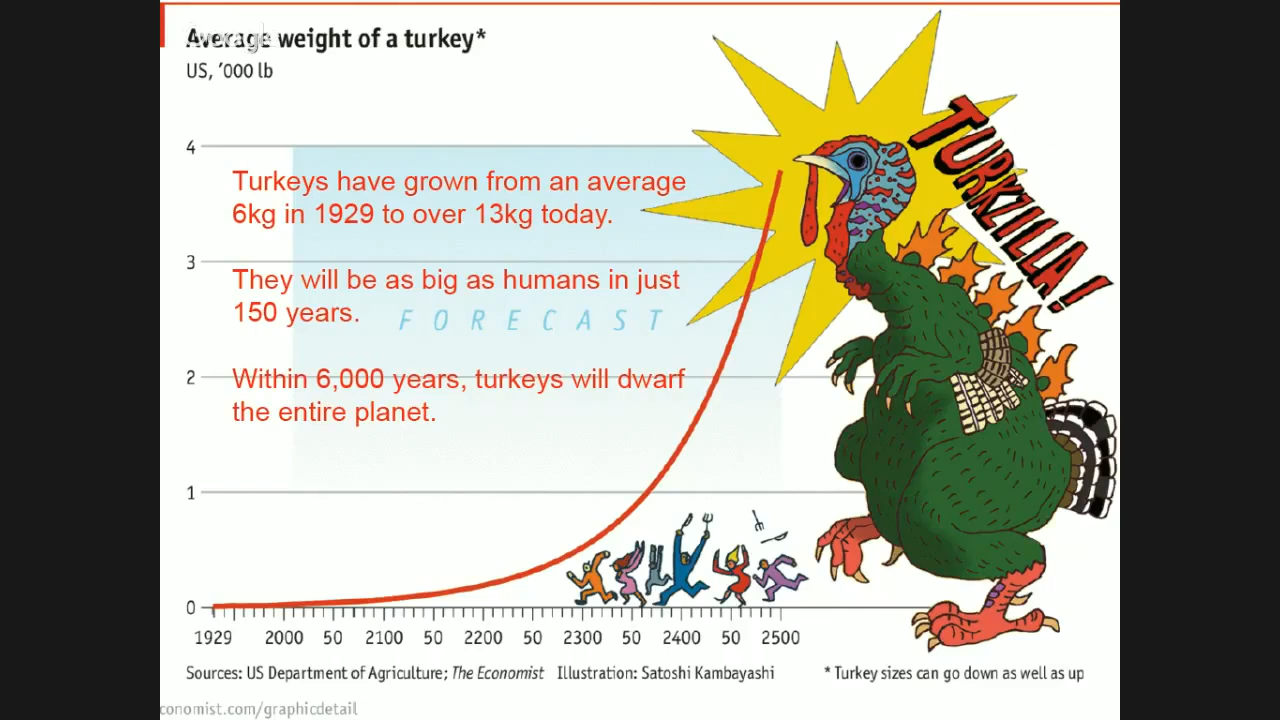 Average weight of a turkey*
US, ’000 lb
TURKZILLA!
4
3
2
1
0
Turkeys have grown from an average
6kg in 1929 to over 13kg today.
They will be as big as humans in just
150 years.
FORECAST
Within 6,000 years, turkeys will dwarf
the entire planet.
1929 2000 50 2100 50 2200 50 2300 50 2400 50 2500
Sources: US Department of Agriculture; The Economist Illustration: Satoshi Kambayashi * Turkey sizes can go down as well as up
conomist.com/graphicdetail